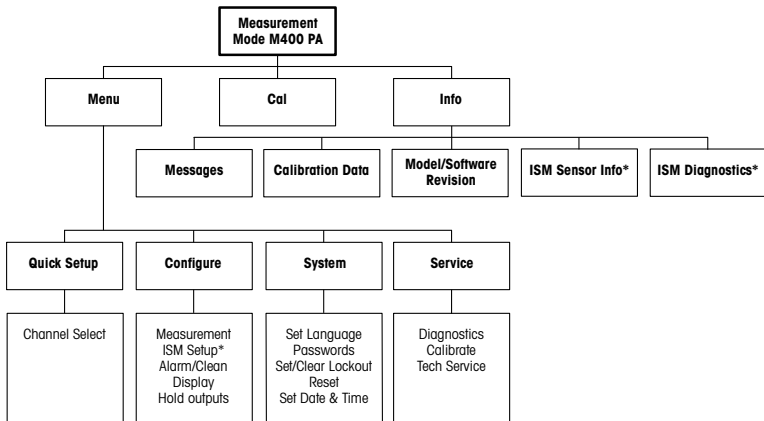 Measurement
Mode M400 PA
Menu
Cal
Info
Messages
Calibration Data
Model/Software
Revision
ISM Sensor Info*
ISM Diagnostics*
Quick Setup
Configure
System
Service
Channel Select
Measurement
ISM Setup*
Alarm/Clean
Display
Hold outputs
Set Language
Passwords
Set/Clear Lockout
Reset
Set Date & Time
Diagnostics
Calibrate
Tech Service